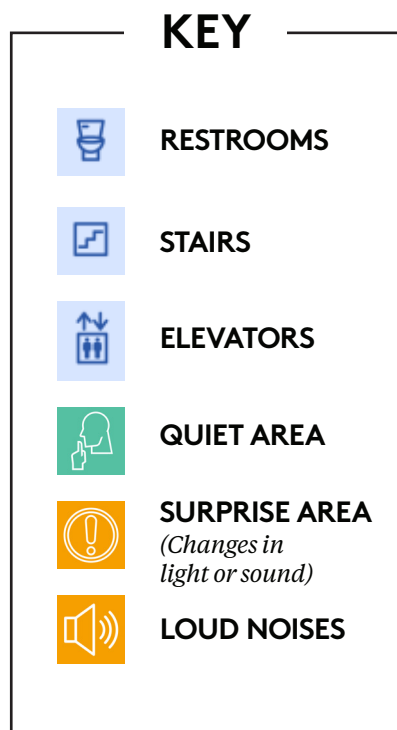 KEY
RESTROOMS
STAIRS
ELEVATORS
QUIET AREA
SURPRISE AREA
(Changes in
light or sound)
LOUD NOISES